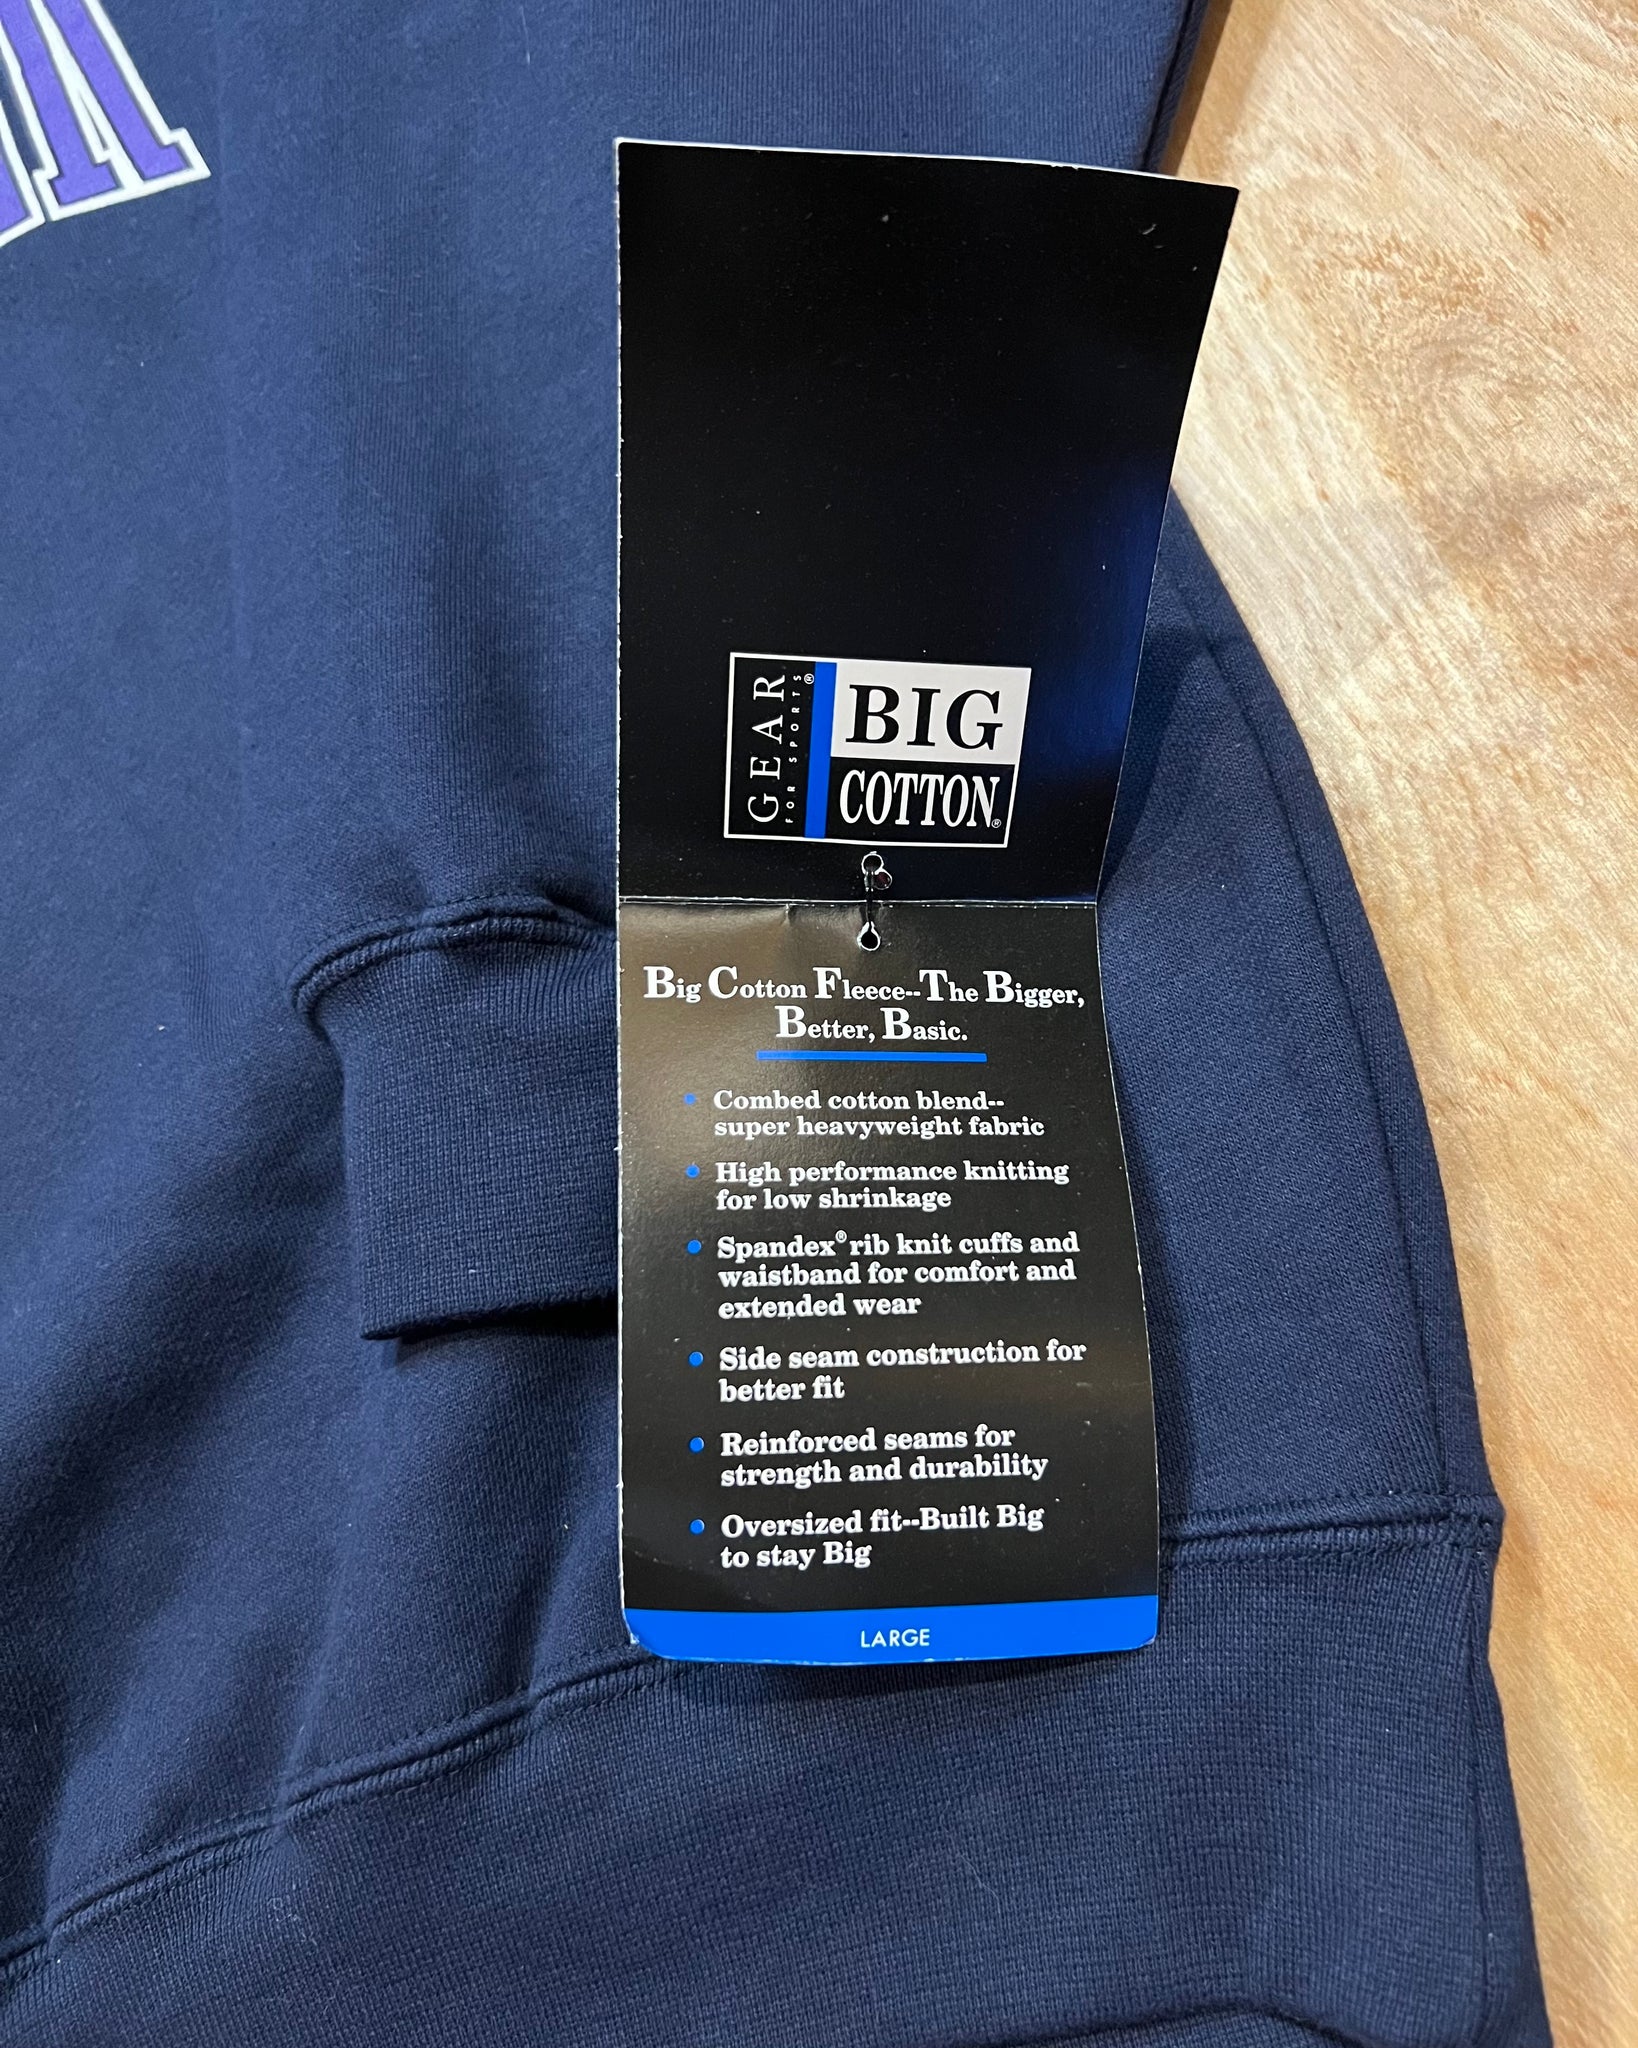 GEAR
FOR SPORTS®
BIG
COTTON®
Big Cotton Fleece--The Bigger,
Better, Basic.
• Combed cotton blend--
super heavyweight fabric
• High performance knitting
for low shrinkage
• Spandex® rib knit cuffs and
waistband for comfort and
extended wear
• Side seam construction for
better fit
• Reinforced seams for
strength and durability
• Oversized fit--Built Big
to stay Big
LARGE